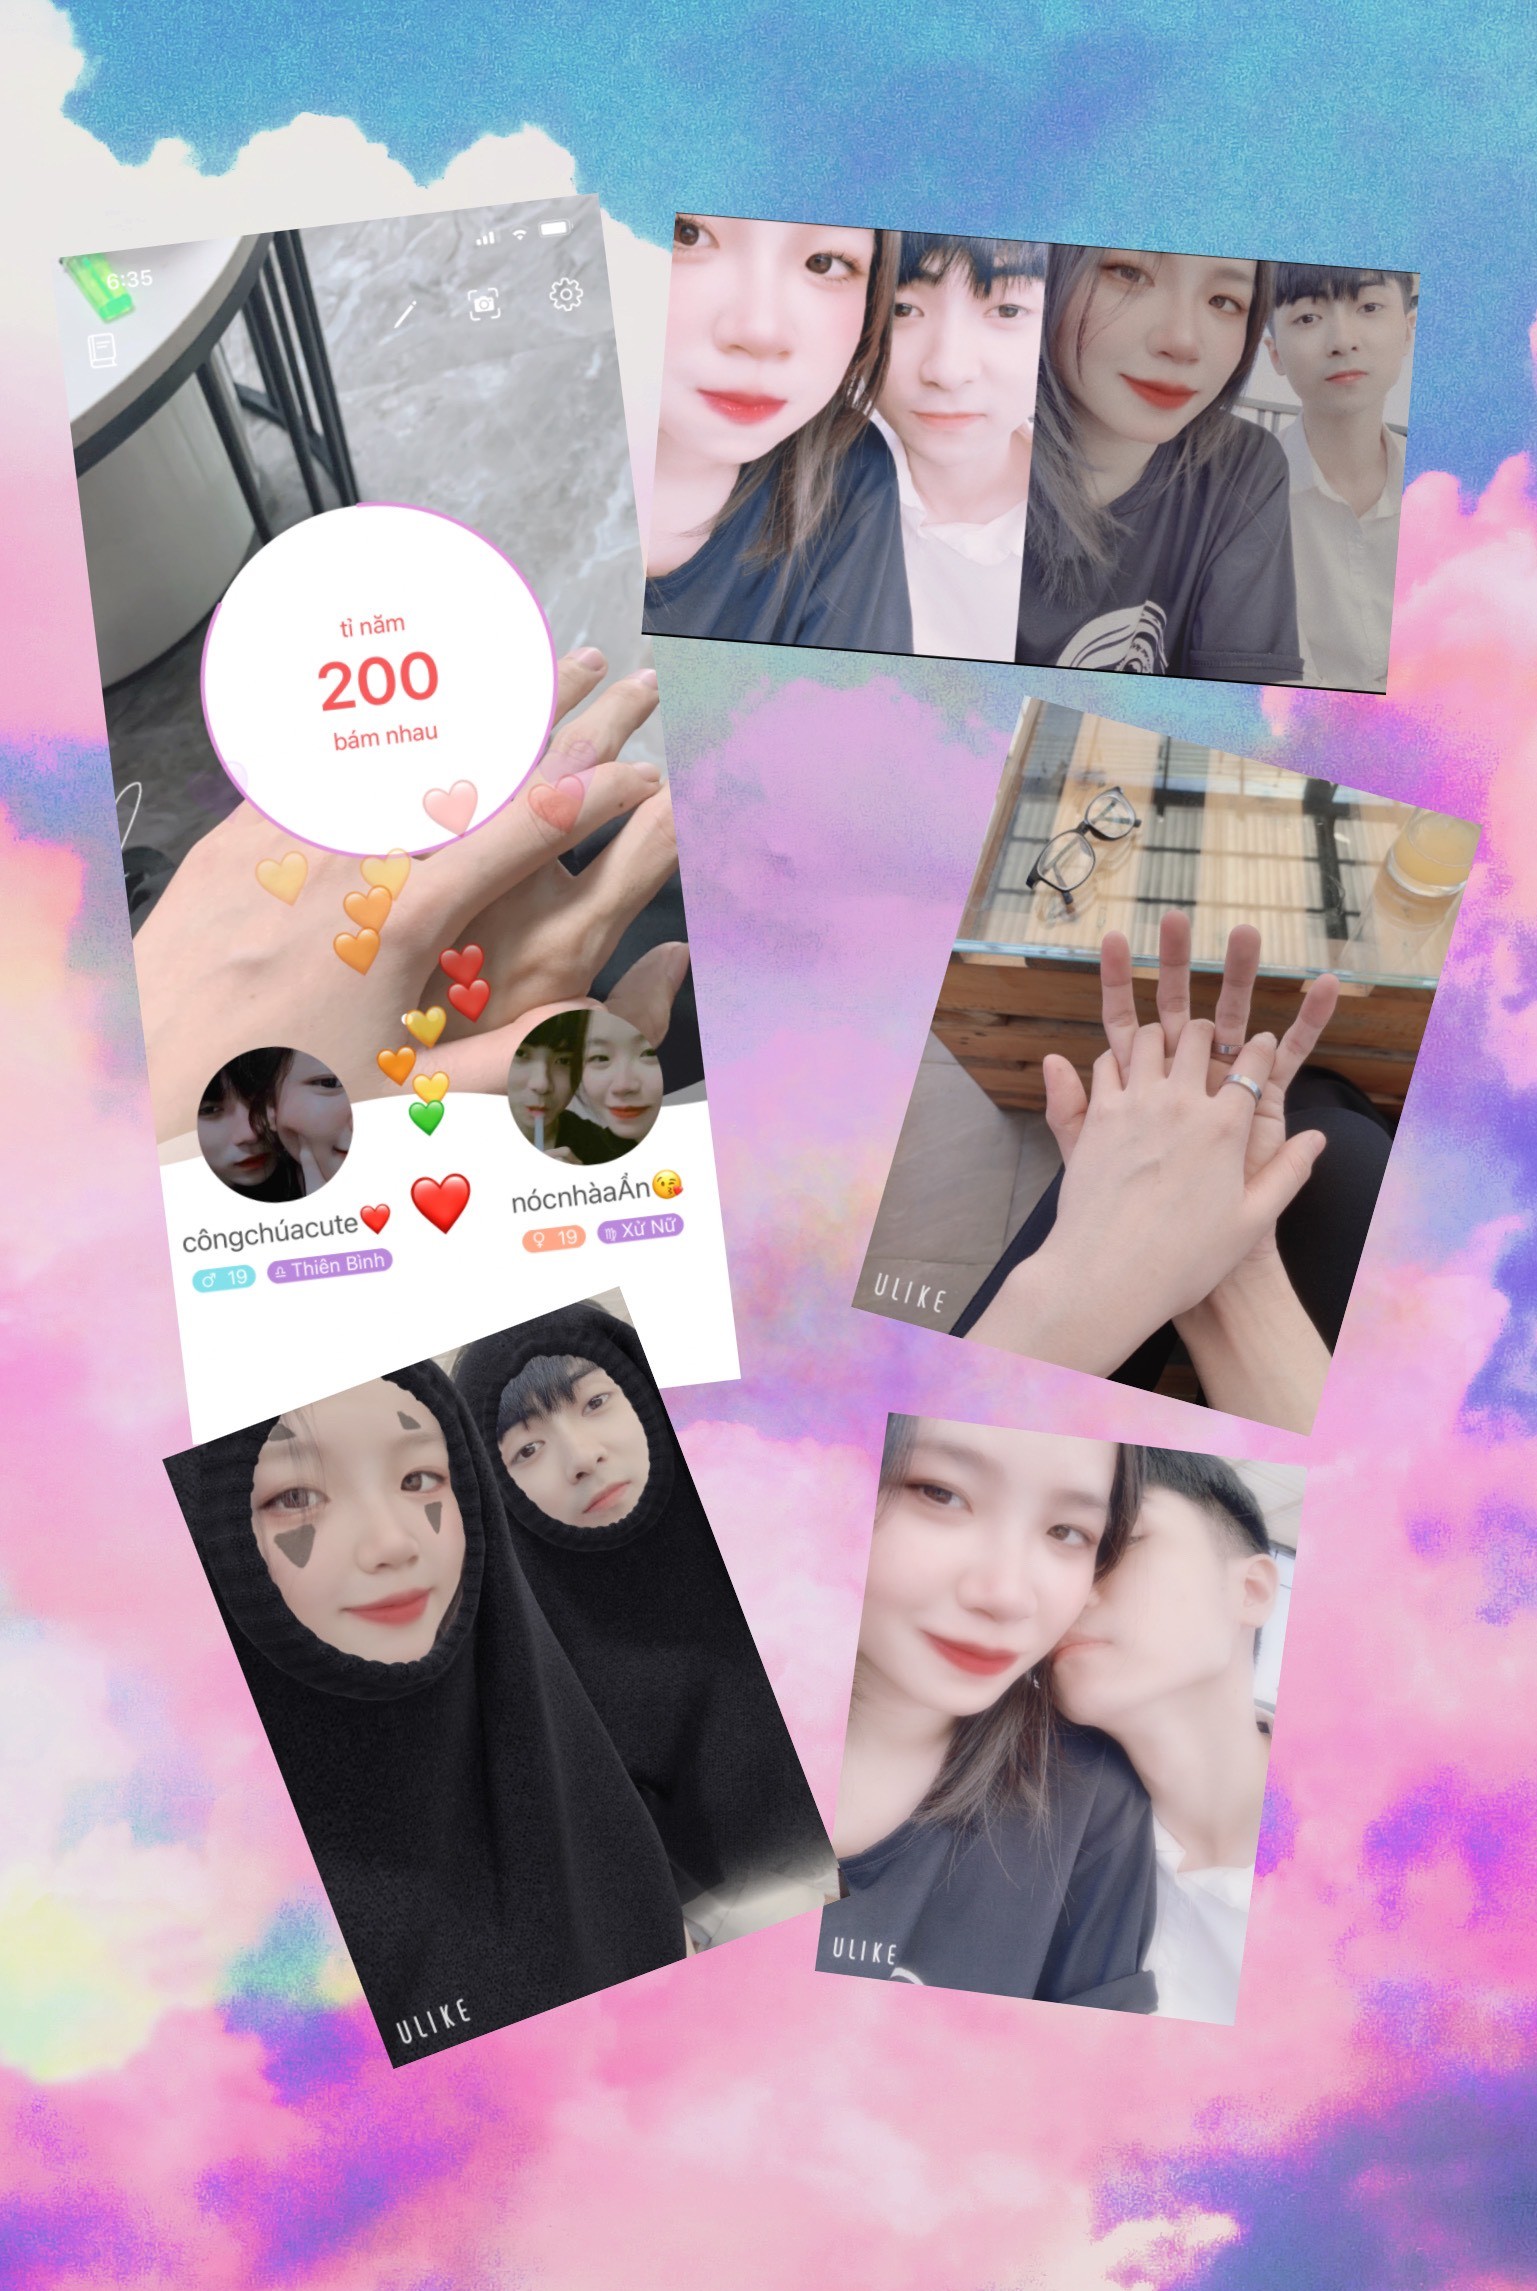 6:35
tỉ năm
200
bám nhau
côngchúacute❤️
♂ 19 ♎ Thiên Bình
nócnhàaẨn😘
♀ 19 ♍ Xử Nữ
ULIKE
ULIKE
ULIKE